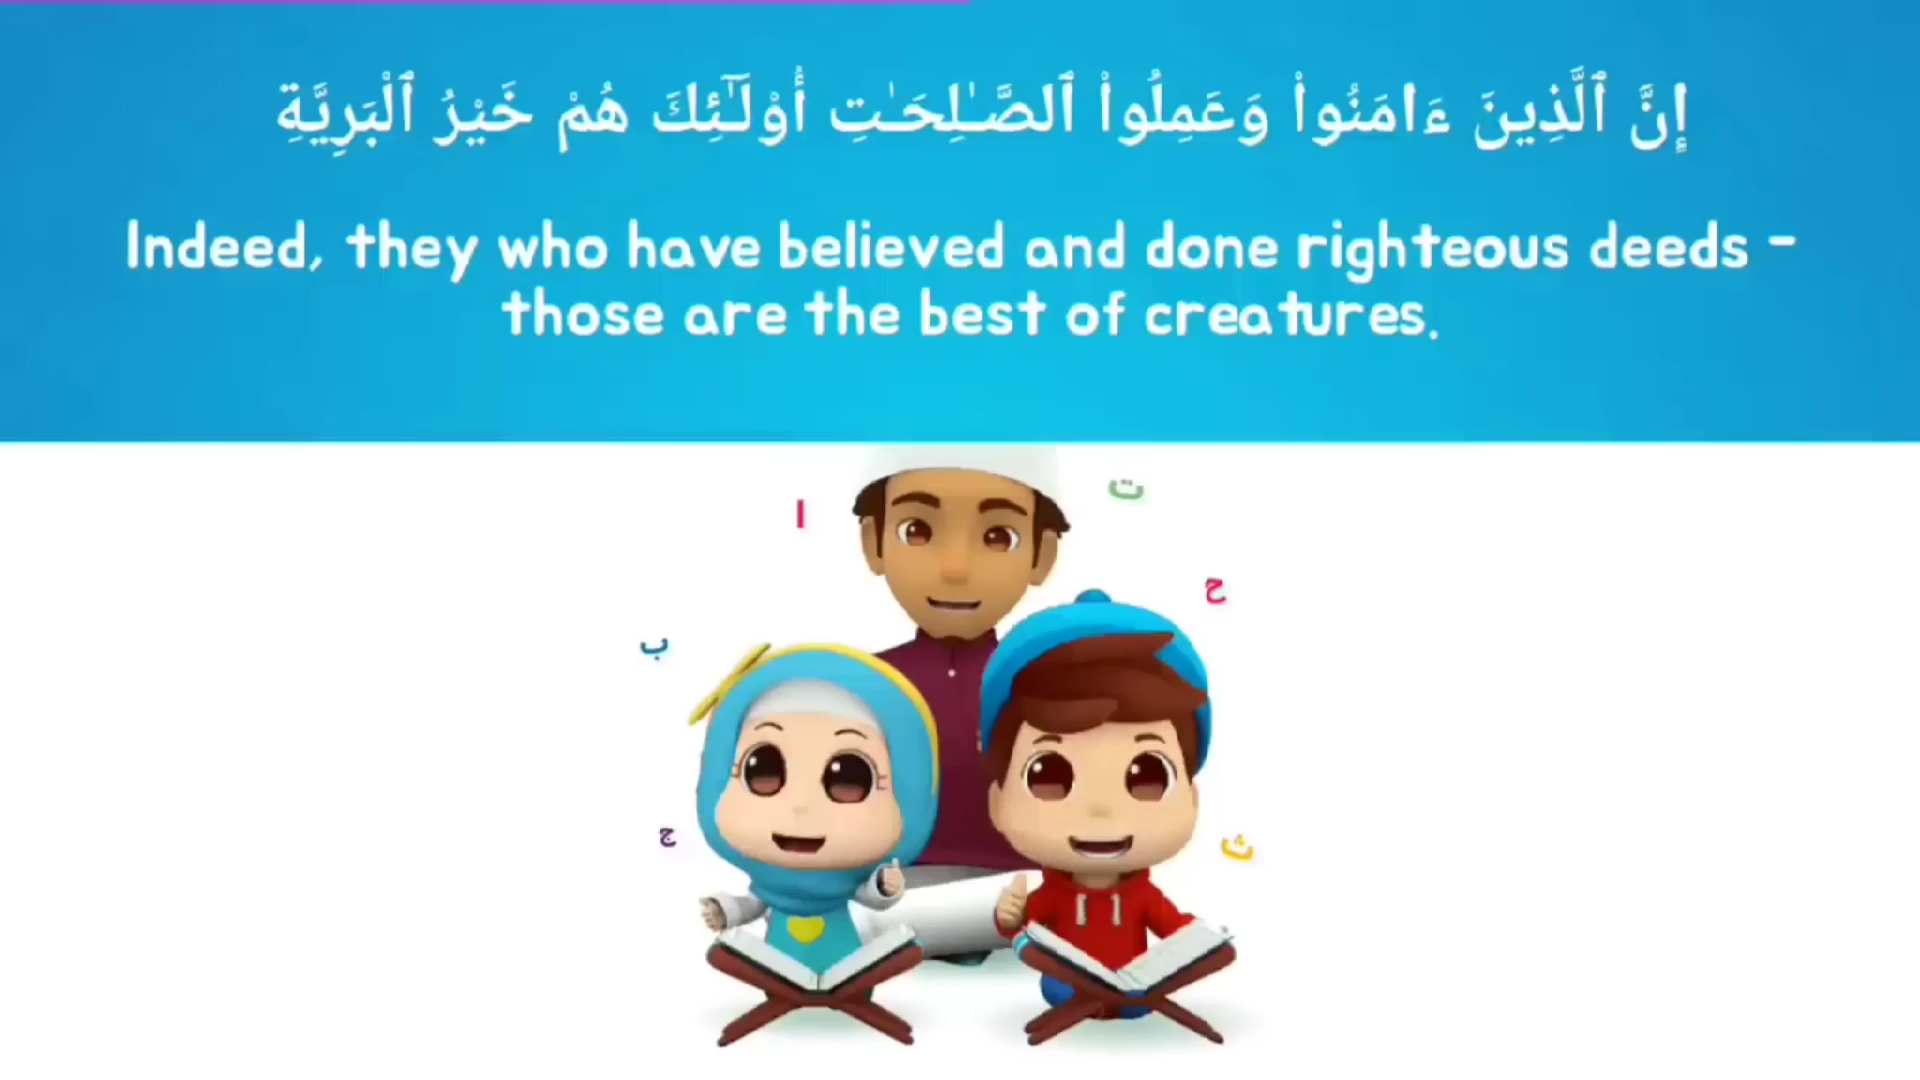 إِنَّ ٱلَّذِينَ ءَامَنُوا۟ وَعَمِلُوا۟ ٱلصَّـٰلِحَـٰتِ أُو۟لَـٰٓئِكَ هُمْ خَيْرُ ٱلْبَرِيَّةِ
Indeed, they who have believed and done righteous deeds -
those are the best of creatures.
ا
ت
ح
ب
ج
ث